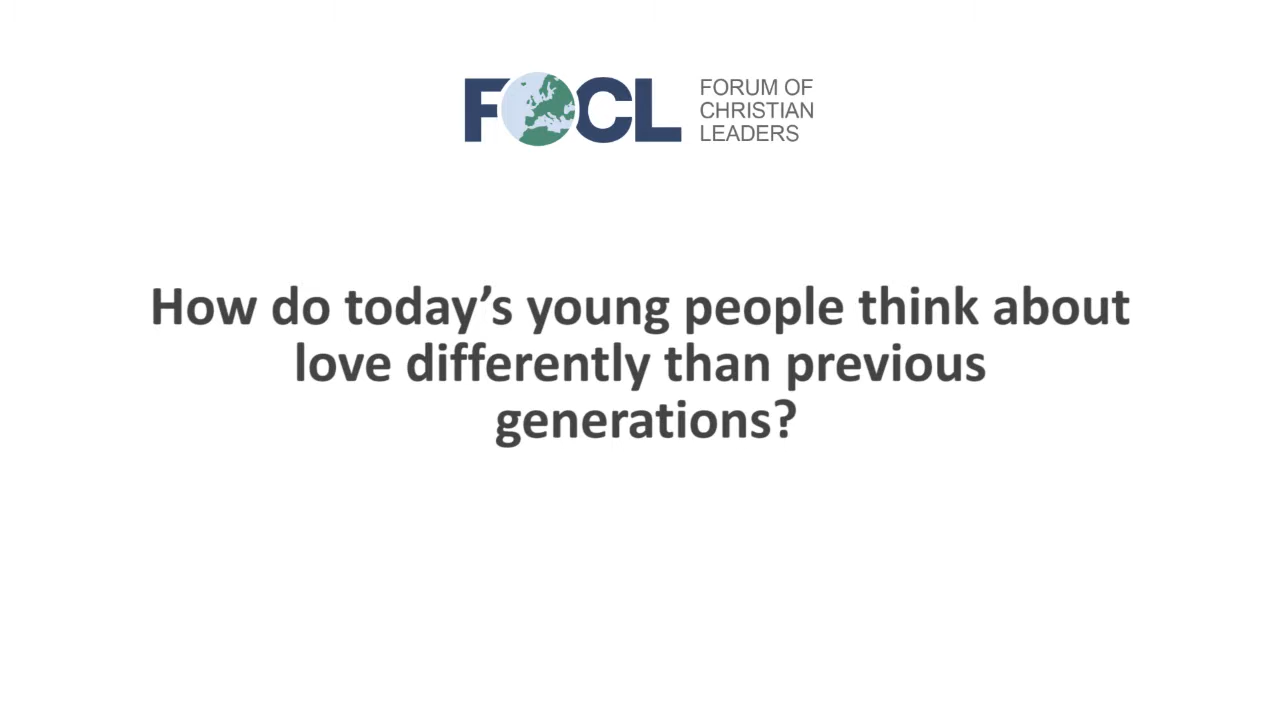 FOCL
FORUM OF
CHRISTIAN
LEADERS
How do today’s young people think about
love differently than previous
generations?